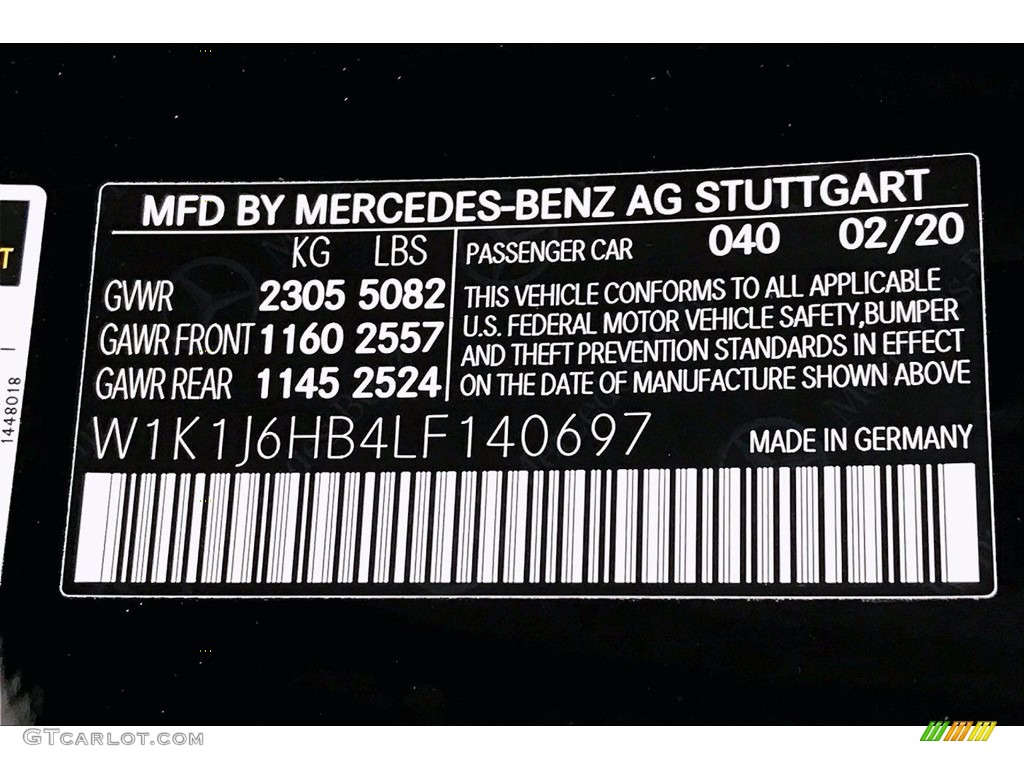 MFD BY MERCEDES-BENZ AG STUTTGART
KG LBS
GVWR 2305 5082
GAWR FRONT 1160 2557
GAWR REAR 1145 2524
PASSENGER CAR 040 02/20
THIS VEHICLE CONFORMS TO ALL APPLICABLE
U.S. FEDERAL MOTOR VEHICLE SAFETY,BUMPER
AND THEFT PREVENTION STANDARDS IN EFFECT
ON THE DATE OF MANUFACTURE SHOWN ABOVE
W1K1J6HB4LF140697
MADE IN GERMANY
T
1448018
GTCARLOT.COM